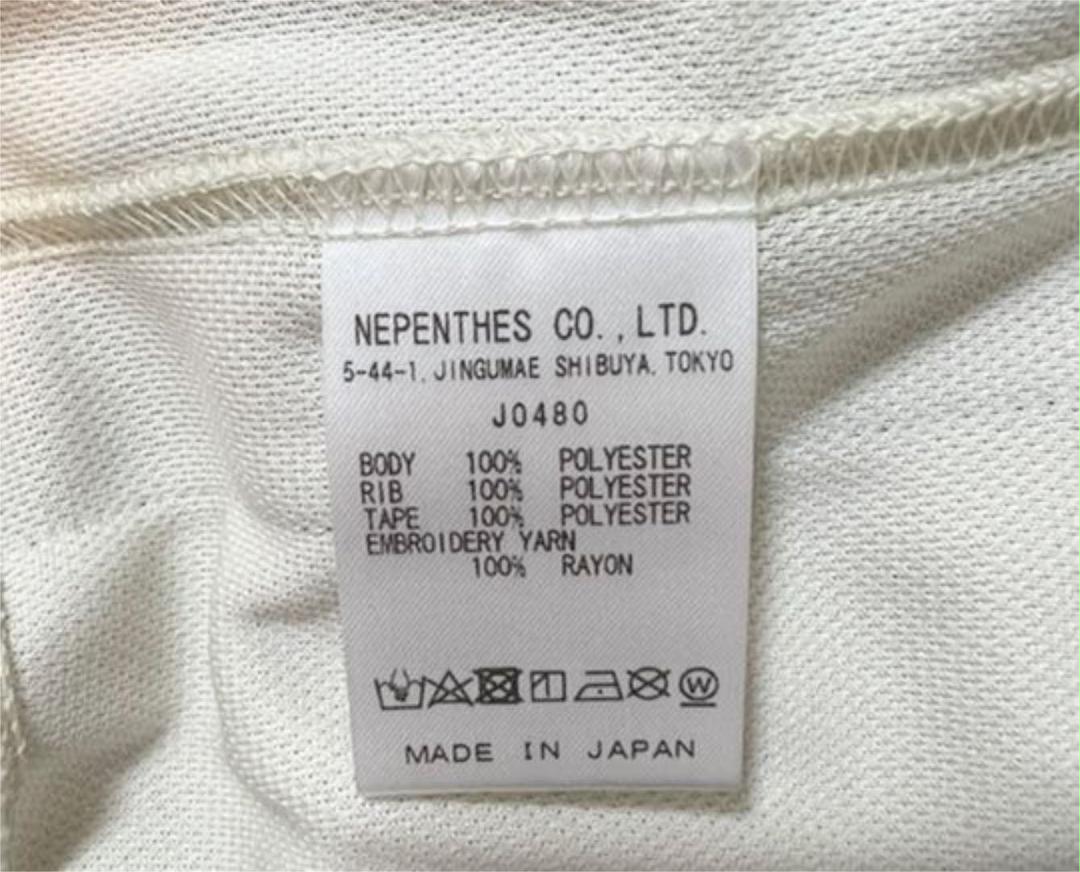 NEPENTHES CO.,LTD.
5-44-1, JINGUMAE SHIBUYA, TOKYO
J0480
BODY 100% POLYESTER
RIB 100% POLYESTER
TAPE 100% POLYESTER
EMBROIDERY YARN
100% RAYON
W
MADE IN JAPAN